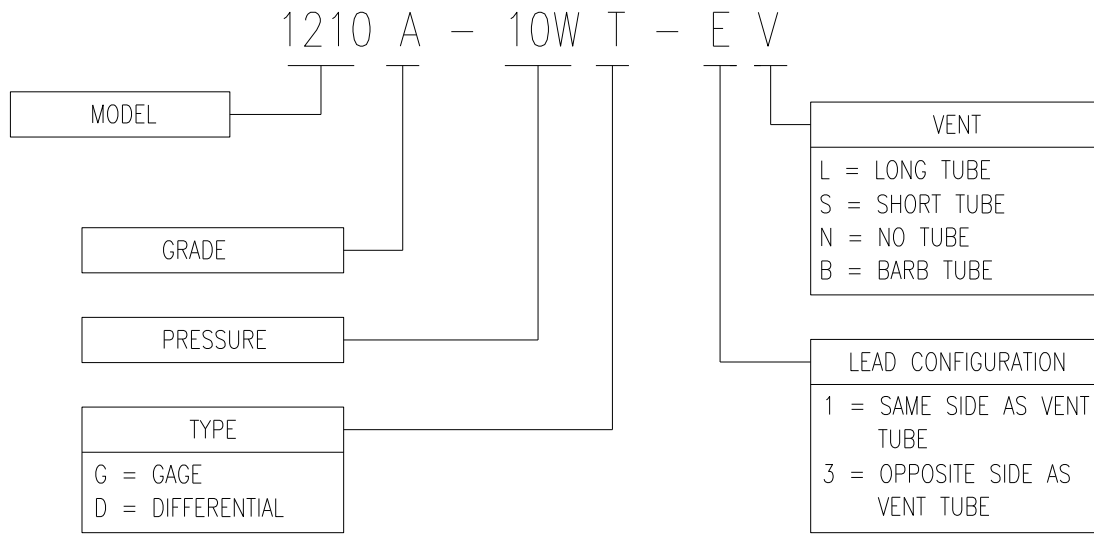 1210 A - 10W T - E V
MODEL
GRADE
PRESSURE
TYPE
G = GAGE
D = DIFFERENTIAL
VENT
L = LONG TUBE
S = SHORT TUBE
N = NO TUBE
B = BARB TUBE
LEAD CONFIGURATION
1 = SAME SIDE AS VENT
TUBE
3 = OPPOSITE SIDE AS
VENT TUBE